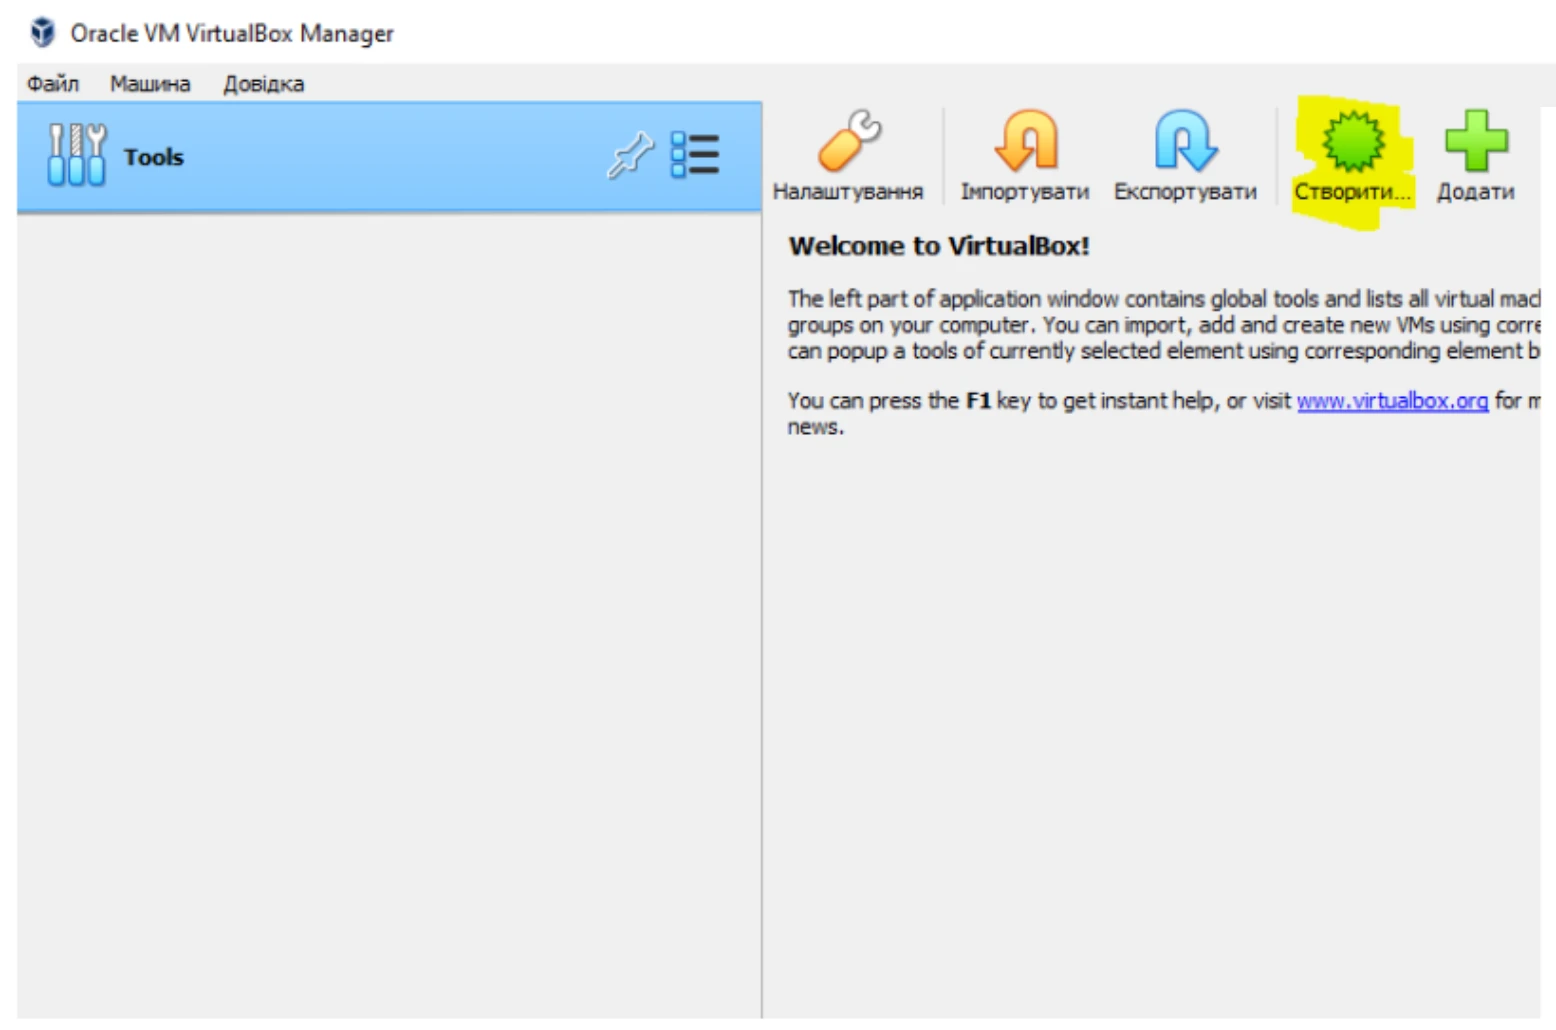 Oracle VM VirtualBox Manager
Файл Машина Довідка
Tools
Налаштування Імпортувати Експортувати Створити... Додати
Welcome to VirtualBox!
The left part of application window contains global tools and lists all virtual
groups on your computer. You can import, add and create new VMs using
can popup a tools of currently selected element using corresponding element
You can press the F1 key to get instant help, or visit www.virtualbox.org for
news.